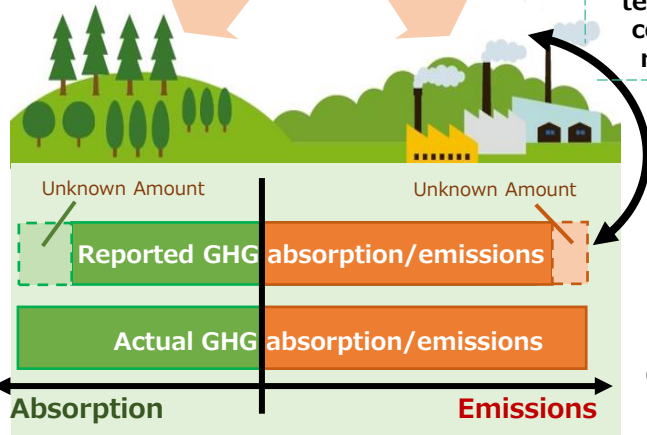 Unknown Amount
Unknown Amount
Reported GHG absorption/emissions
Actual GHG absorption/emissions
Absorption
Emissions